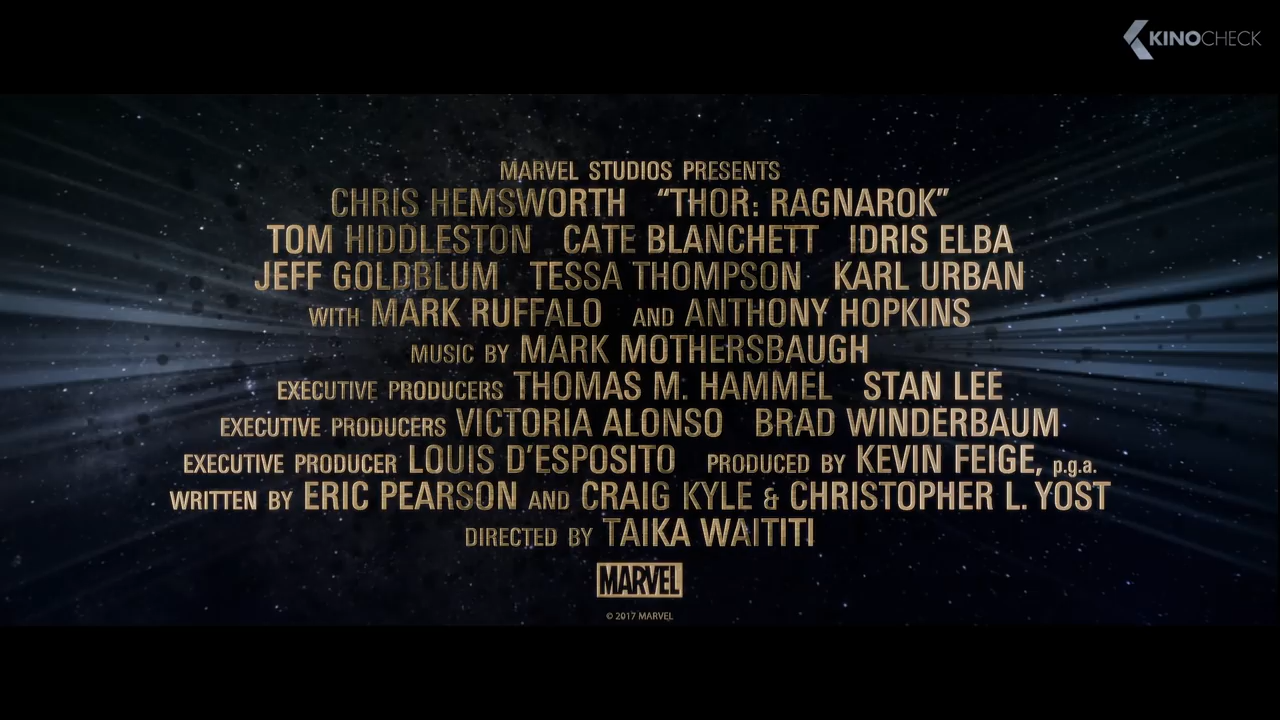 KINOCHECK
MARVEL STUDIOS PRESENTS
CHRIS HEMSWORTH “THOR: RAGNAROK”
TOM HIDDLESTON CATE BLANCHETT IDRIS ELBA
JEFF GOLDBLUM TESSA THOMPSON KARL URBAN
WITH MARK RUFFALO AND ANTHONY HOPKINS
MUSIC BY MARK MOTHERSBAUGH
EXECUTIVE PRODUCERS THOMAS M. HAMMEL STAN LEE
EXECUTIVE PRODUCERS VICTORIA ALONSO BRAD WINDERBAUM
EXECUTIVE PRODUCER LOUIS D’ESPOSITO PRODUCED BY KEVIN FEIGE, p.g.a.
WRITTEN BY ERIC PEARSON AND CRAIG KYLE & CHRISTOPHER L. YOST
DIRECTED BY TAIKA WAITITI
MARVEL
© 2017 MARVEL